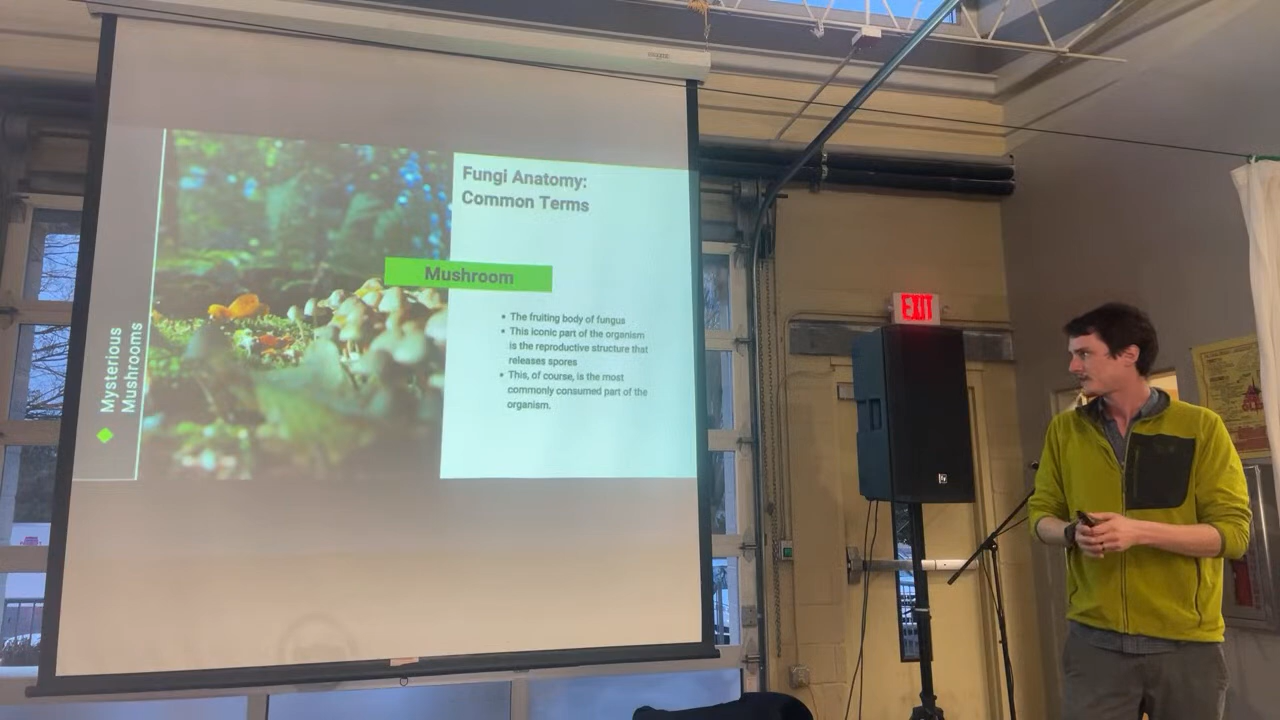 Mysterious
Mushrooms
Fungi Anatomy:
Common Terms
Mushroom
• The fruiting body of fungus
• This iconic part of the organism
is the reproductive structure that
releases spores
• This, of course, is the most
commonly consumed part of the
organism.
EXIT